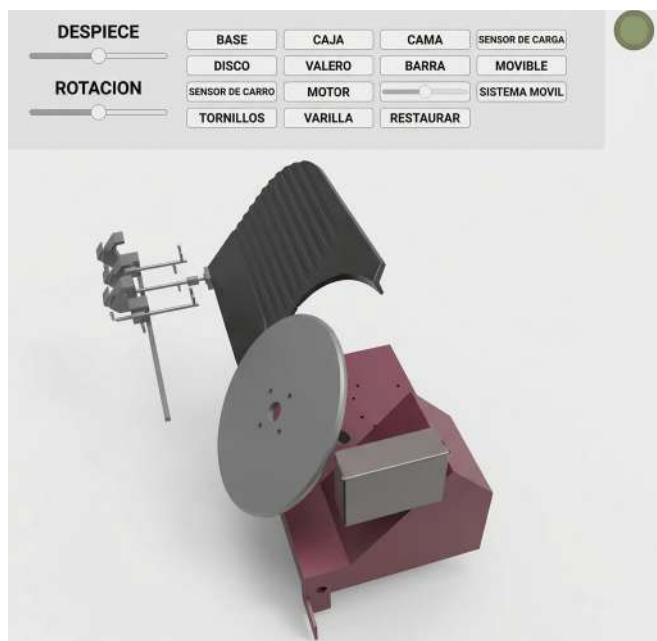 DESPIECE
ROTACION
BASE
CAJA
CAMA
SENSOR DE CARGA
DISCO
VALERO
BARRA
MOVIBLE
SENSOR DE CARRO
MOTOR
SISTEMA MOVIL
TORNILLOS
VARILLA
RESTAURAR